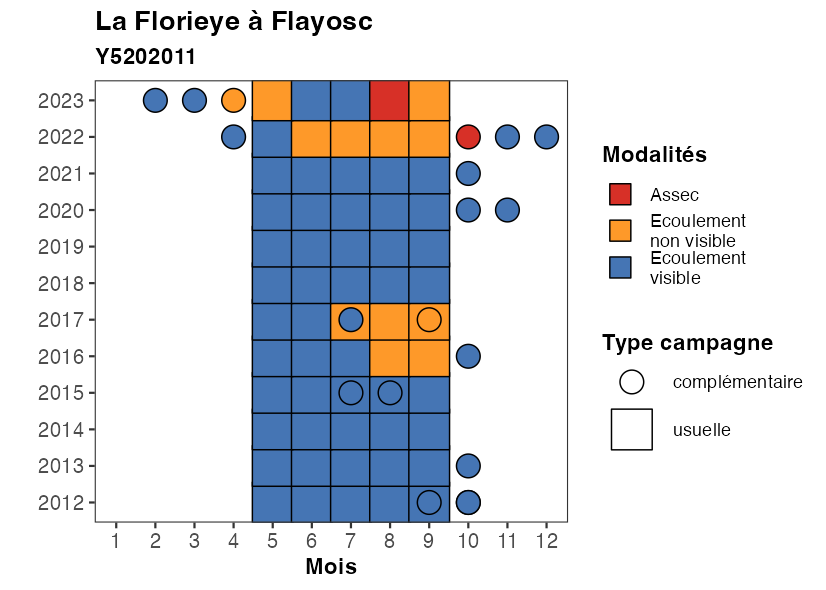 La Florieye à Flayosc
Y5202011
2023
2022
2021
2020
2019
2018
2017
2016
2015
2014
2013
2012
1 2 3 4 5 6 7 8 9 10 11 12
Mois
Modalités
Assec
Ecoulement
non visible
Ecoulement
visible
Type campagne
complémentaire
usuelle